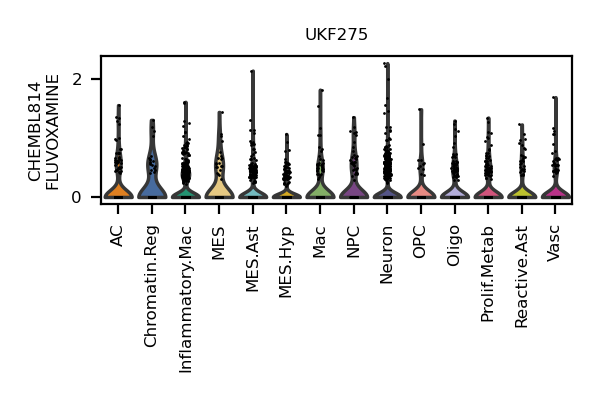 UKF275
CHEMBL814
FLUVOXAMINE
2
0
AC
Chromatin.Reg
Inflammatory.Mac
MES
MES.Ast
MES.Hyp
Mac
NPC
Neuron
OPC
Oligo
Prolif.Metab
Reactive.Ast
Vasc